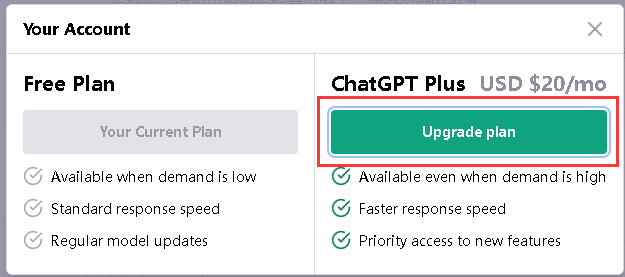 Your Account
Free Plan
ChatGPT Plus USD $20/mo
Your Current Plan
Upgrade plan
Available when demand is low
Available even when demand is high
Standard response speed
Faster response speed
Regular model updates
Priority access to new features